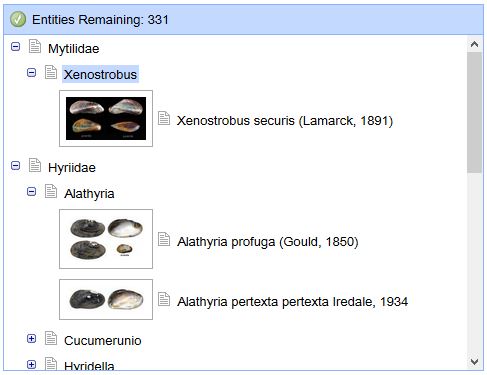 Entities Remaining: 331
Mytilidae
Xenostrobus
Xenostrobus securis (Lamarck, 1891)
Hyriidae
Alathyria
Alathyria profuga (Gould, 1850)
Alathyria pertexta pertexta Iredale, 1934
Cucumerunio
Hyridella